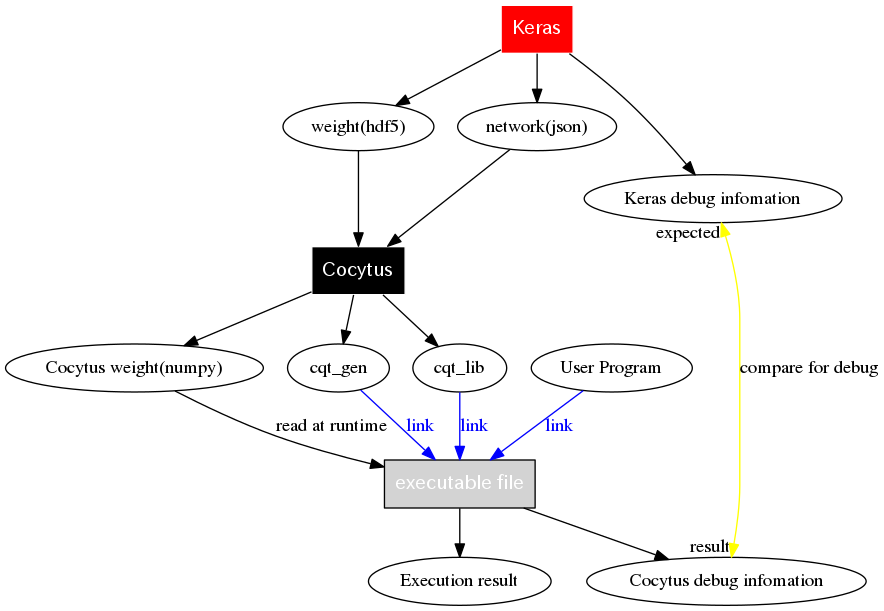 Keras
weight(hdf5)
network(json)
Keras debug infomation
expected
Cocytus
Cocytus weight(numpy)
cqt_gen
cqt_lib
User Program
compare for debug
read at runtime
link
link
link
executable file
result
Execution result
Cocytus debug infomation